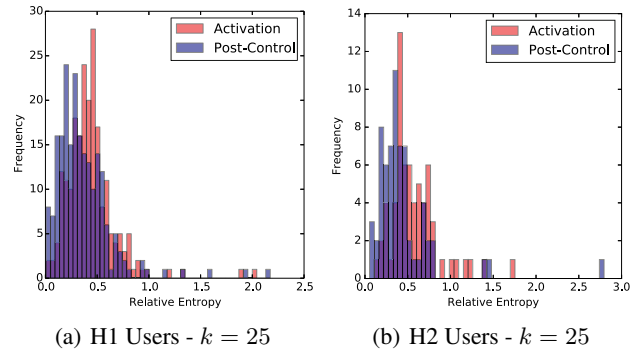 30
25
20
15
10
5
0
Frequency
Activation
Post-Control
0.0 0.5 1.0 1.5 2.0 2.5
Relative Entropy
(a) H1 Users - k = 25
14
12
10
8
6
4
2
0
Frequency
Activation
Post-Control
0.0 0.5 1.0 1.5 2.0 2.5 3.0
Relative Entropy
(b) H2 Users - k = 25